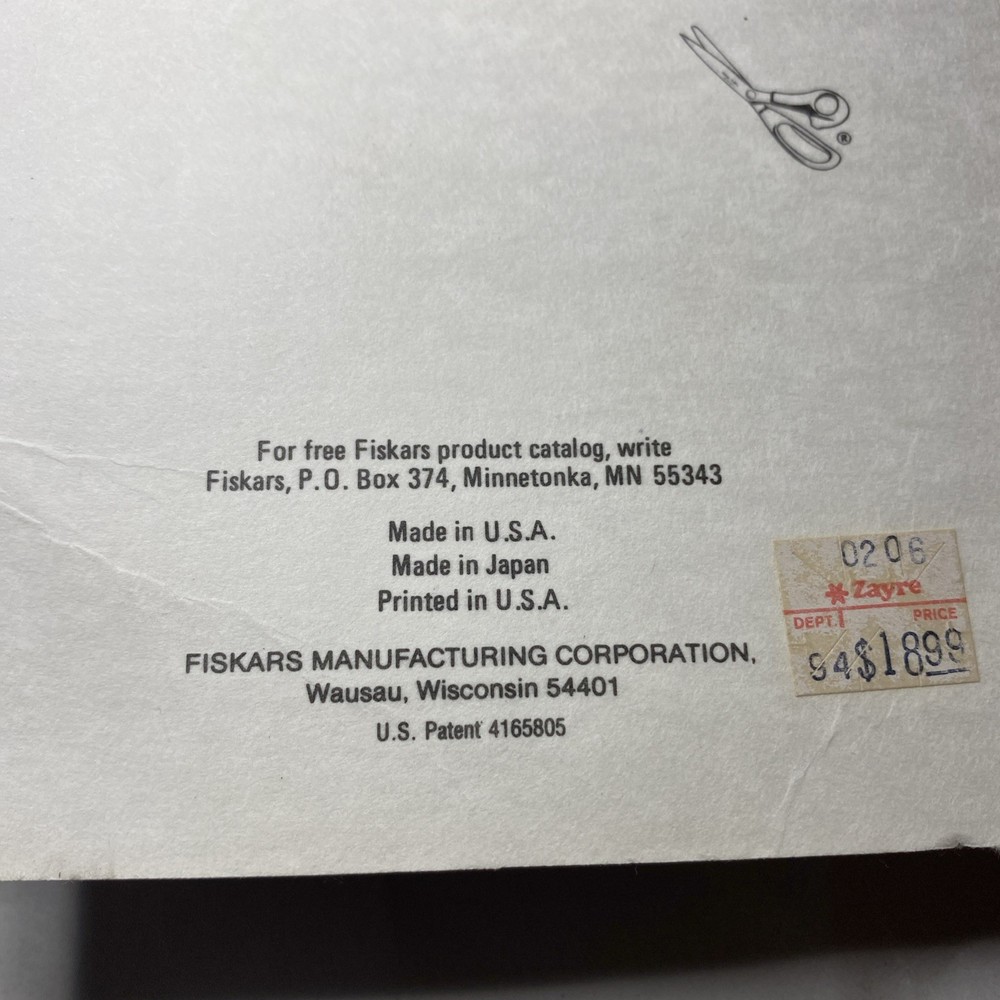 ®
For free Fiskars product catalog, write
Fiskars, P.O. Box 374, Minnetonka, MN 55343
Made in U.S.A.
Made in Japan
Printed in U.S.A.
FISKARS MANUFACTURING CORPORATION,
Wausau, Wisconsin 54401
U.S. Patent 4165805
0206
Zayre
DEPT. PRICE
94 $18.99